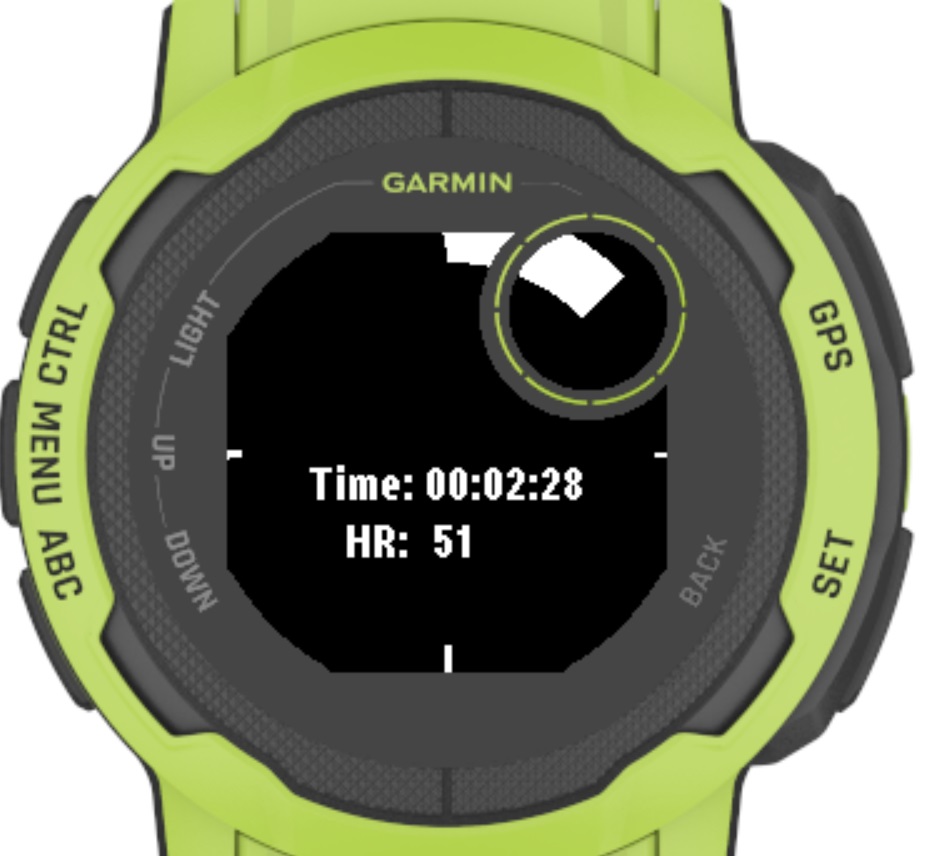 GARMIN
LIGHT
CTRL
GPS
MENU
UP
Time: 00:02:28
HR: 51
ABC
DOWN
BACK
SET